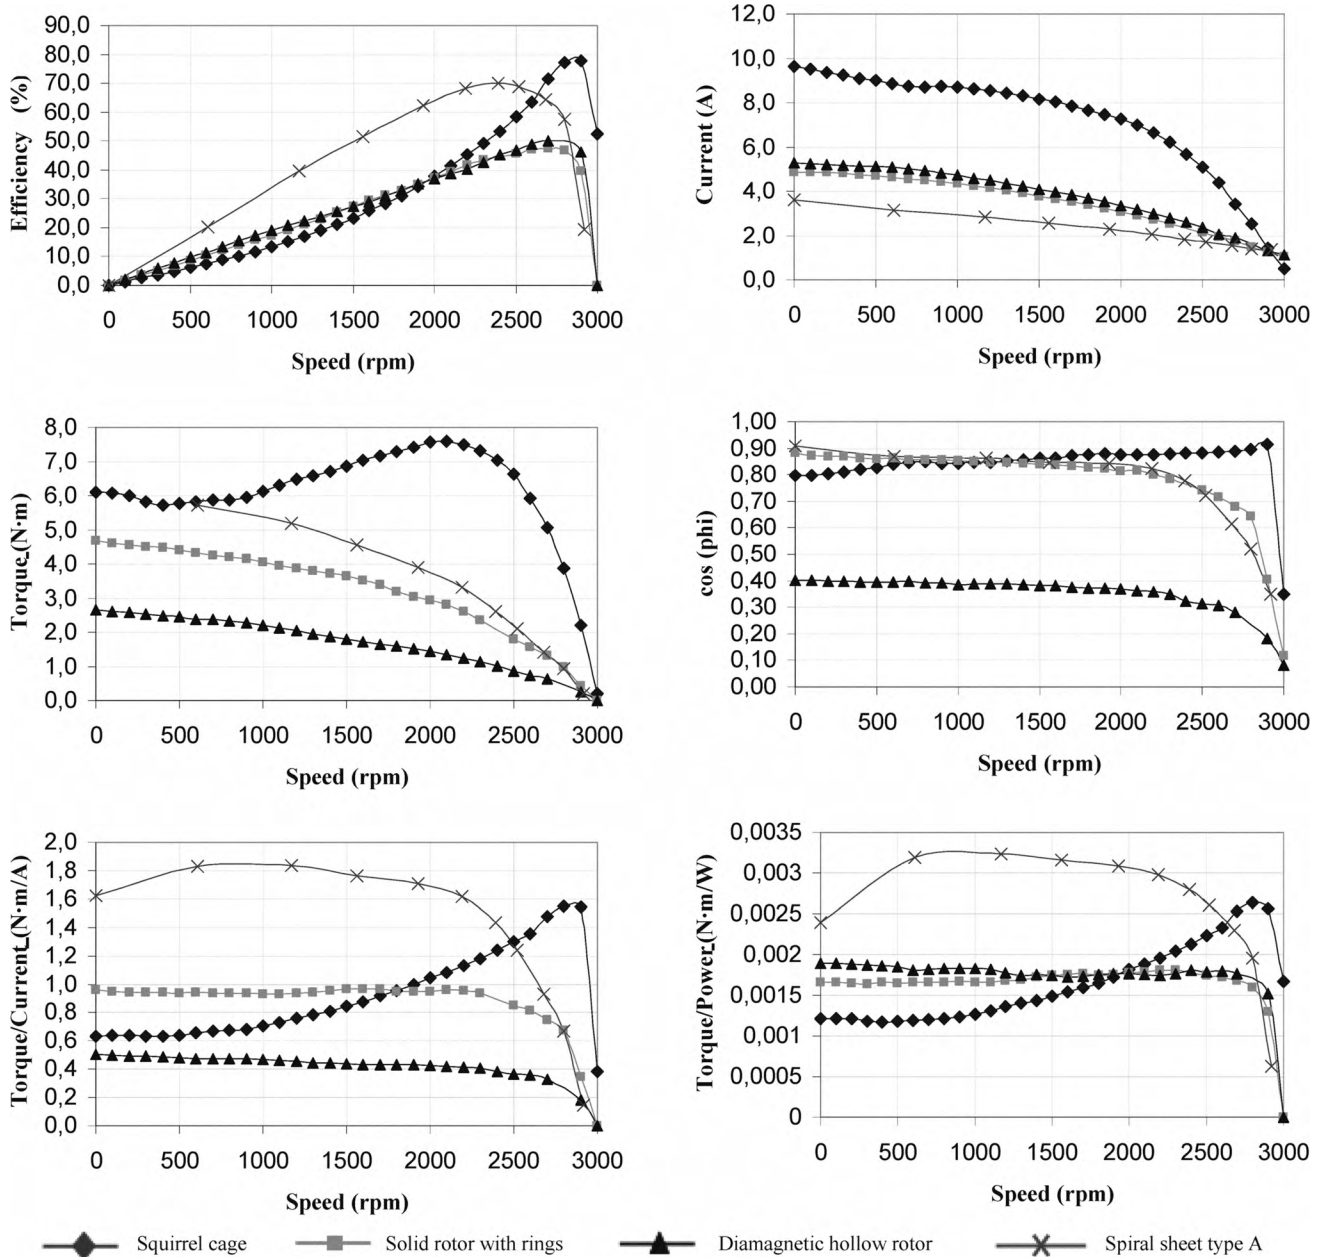 Efficiency (%)
90,0
80,0
70,0
60,0
50,0
40,0
30,0
20,0
10,0
0,0
0 500 1000 1500 2000 2500 3000
Speed (rpm)
Current (A)
12,0
10,0
8,0
6,0
4,0
2,0
0,0
0 500 1000 1500 2000 2500 3000
Speed (rpm)
Torque (N·m)
8,0
7,0
6,0
5,0
4,0
3,0
2,0
1,0
0,0
0 500 1000 1500 2000 2500 3000
Speed (rpm)
cos (phi)
1,00
0,90
0,80
0,70
0,60
0,50
0,40
0,30
0,20
0,10
0,00
0 500 1000 1500 2000 2500 3000
Speed (rpm)
Torque/Current (N·m/A)
2,0
1,8
1,6
1,4
1,2
1,0
0,8
0,6
0,4
0,2
0,0
0 500 1000 1500 2000 2500 3000
Speed (rpm)
Torque/Power (N·m/W)
0,0035
0,003
0,0025
0,002
0,0015
0,001
0,0005
0
0 500 1000 1500 2000 2500 3000
Speed (rpm)
Squirrel cage Solid rotor with rings Diamagnetic hollow rotor Spiral sheet type A